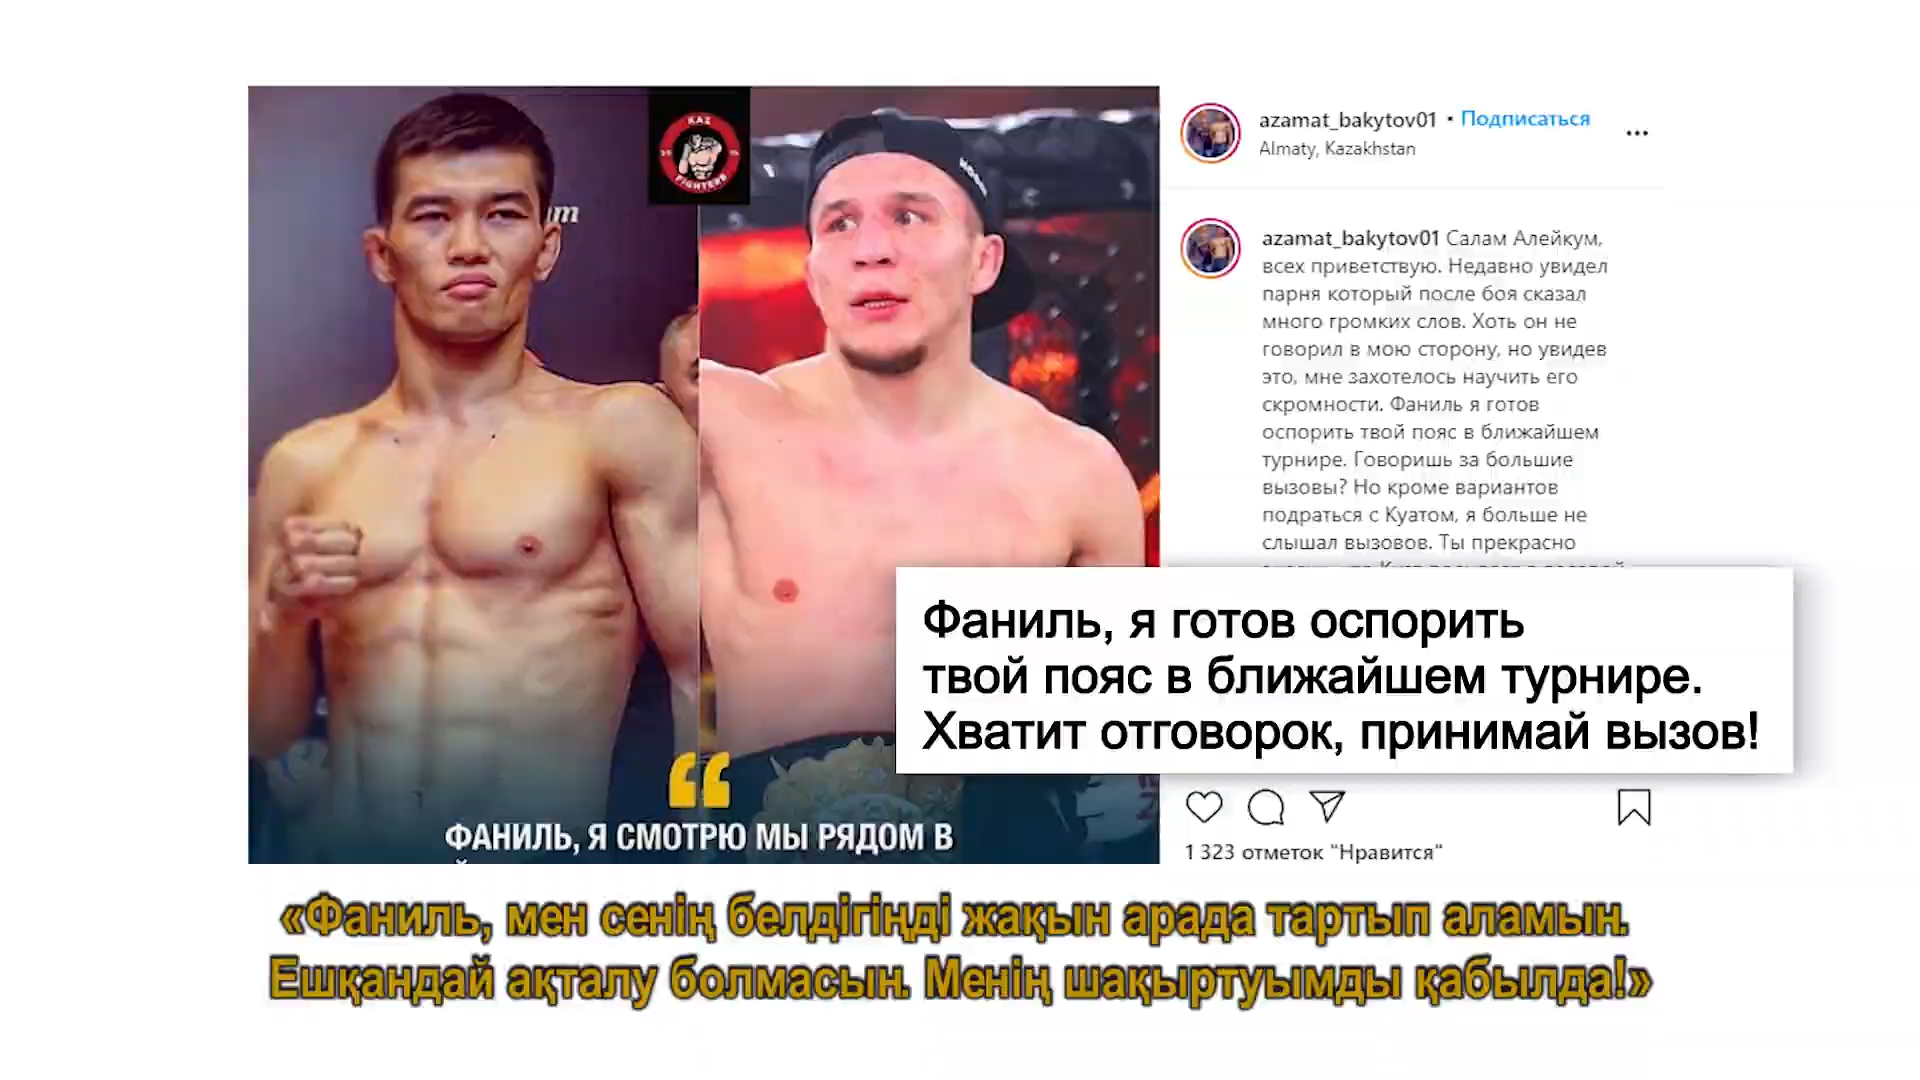 KAZ
FIGHTERS
azamat_bakytov01 • Подписаться
Almaty, Kazakhstan
azamat_bakytov01 Салам Алейкум,
всех приветствую. Недавно увидел
парня который после боя сказал
много громких слов. Хоть он не
говорил в мою сторону, но увидев
это, мне захотелось научить его
скромности. Фаниль я готов
оспорить твой пояс в ближайшем
турнире. Говоришь за большие
вызовы? Но кроме вариантов
подраться с Куатом, я больше не
слышал вызовов. Ты прекрасно
Фаниль, я готов оспорить
твой пояс в ближайшем турнире.
Хватит отговорок, принимай вызов!
“
ФАНИЛЬ, Я СМОТРЮ МЫ РЯДОМ В
1 323 отметок "Нравится"
«Фаниль, мен сенің белдігіңді жақын арада тартып аламын.
Ешқандай ақталу болмасын. Менің шақыртуымды қабылда!»